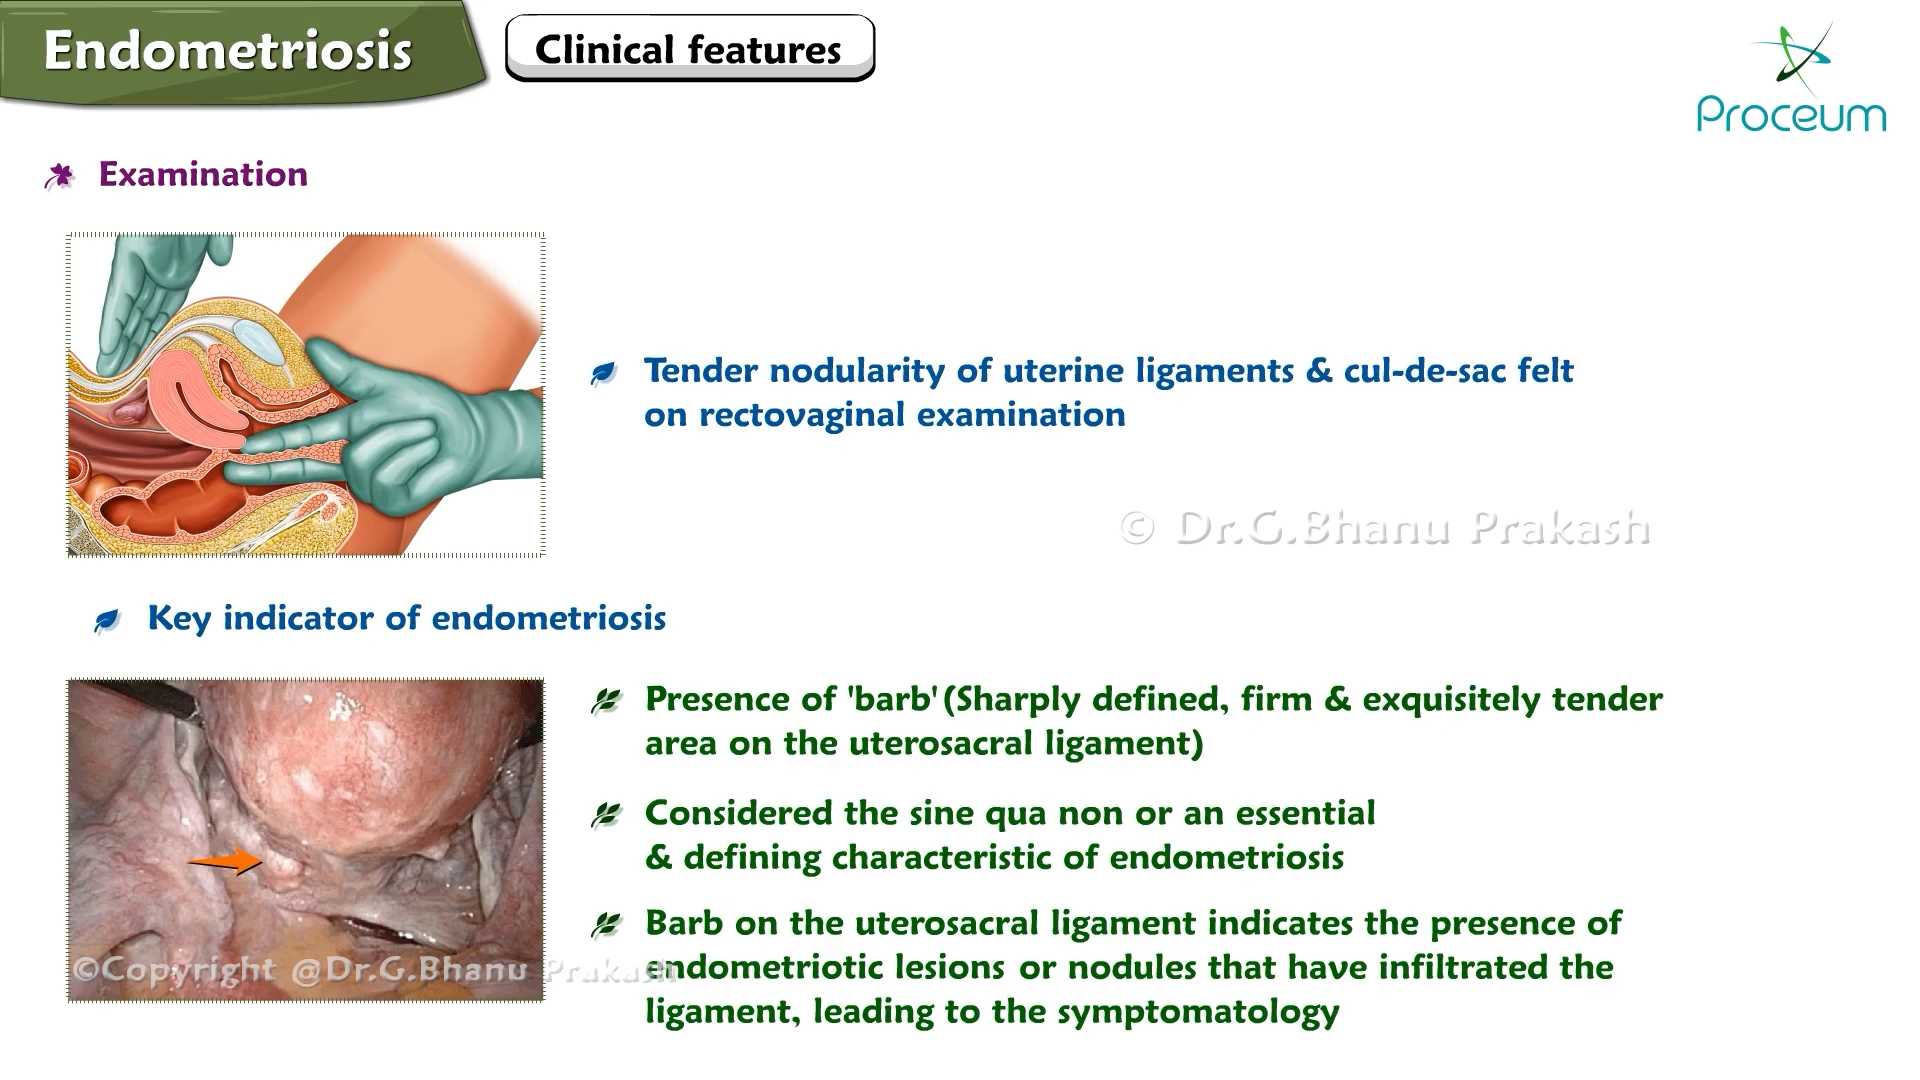 Endometriosis
Clinical features
Proceum
Examination
Tender nodularity of uterine ligaments & cul-de-sac felt
on rectovaginal examination
© Dr.G.Bhanu Prakash
Key indicator of endometriosis
Presence of 'barb'(Sharply defined, firm & exquisitely tender
area on the uterosacral ligament)
Considered the sine qua non or an essential
& defining characteristic of endometriosis
Barb on the uterosacral ligament indicates the presence of
endometriotic lesions or nodules that have infiltrated the
ligament, leading to the symptomatology
©Copyright @Dr.G.Bhanu Prakash